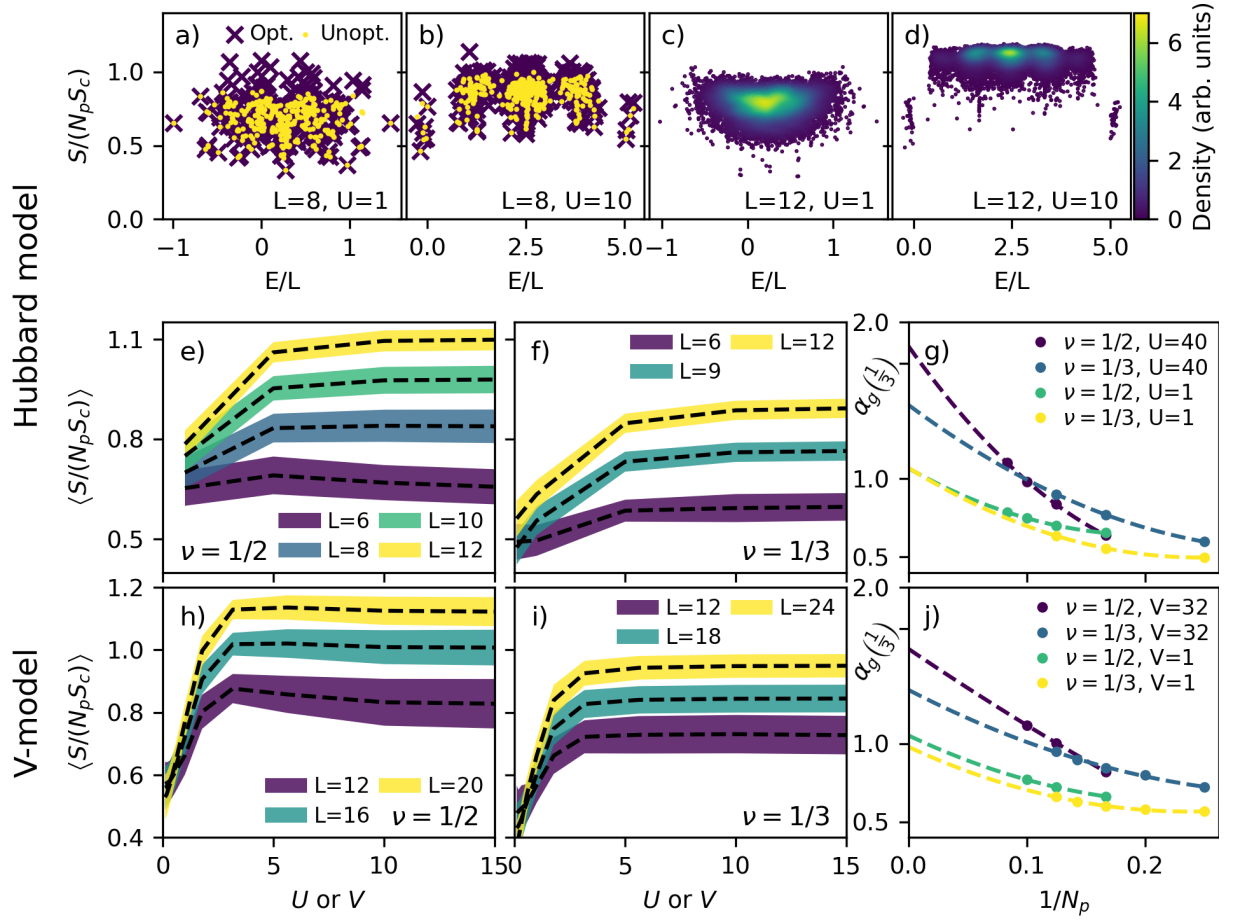 a) Opt. Unopt. b) c) d)
S/(N_pS_c)
1.0
0.5
0.0
L=8, U=1
L=8, U=10
L=12, U=1
L=12, U=10
−1 0 1
0.0 2.5 5.0
−1 0 1
0.0 2.5 5.0
E/L E/L E/L E/L
6
4
2
0
Density (arb. units)
Hubbard model
e)
⟨S/(N_pS_c)⟩
1.1
0.8
0.5
L=6 L=10
L=8 L=12
ν = 1/2
f)
L=6 L=12
L=9
ν = 1/3
g)
α_g(1/3)
2.0
1.0
0.5
ν = 1/2, U=40
ν = 1/3, U=40
ν = 1/2, U=1
ν = 1/3, U=1
V-model
h)
⟨S/(N_pS_c)⟩
1.2
1.0
0.8
0.6
0.4
L=12 L=20
L=16
ν = 1/2
0 5 10 15
U or V
i)
L=12 L=24
L=18
ν = 1/3
0 5 10 15
U or V
j)
α_g(1/3)
2.0
1.0
0.5
ν = 1/2, V=32
ν = 1/3, V=32
ν = 1/2, V=1
ν = 1/3, V=1
0.0 0.1 0.2
1/N_p